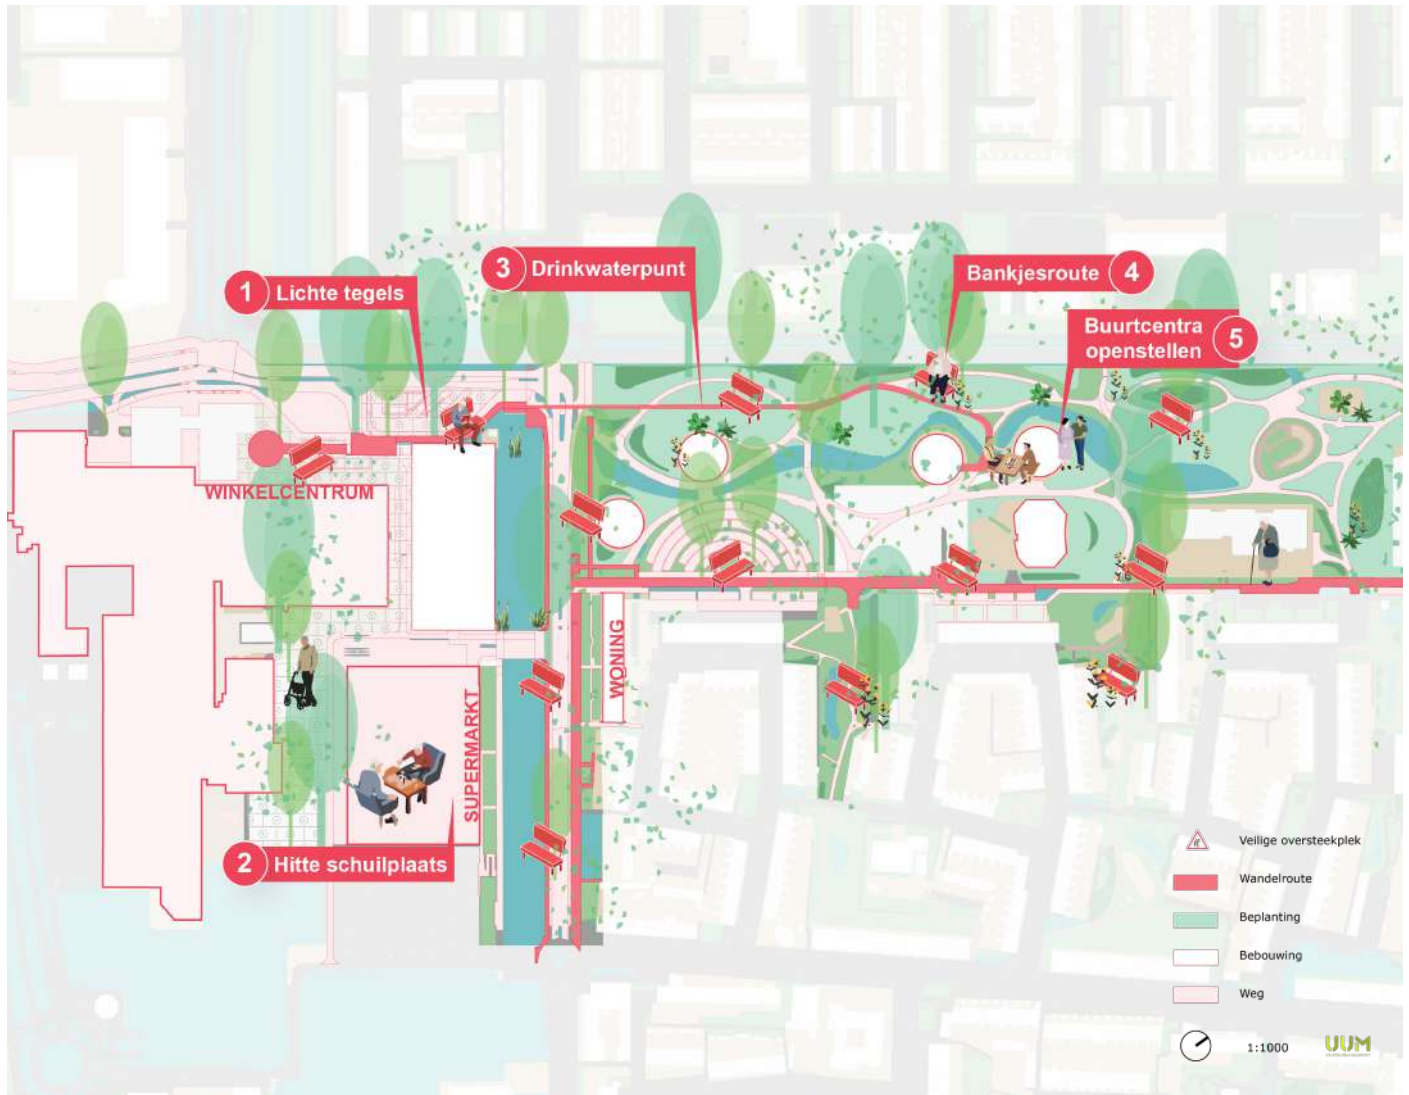 3 Drinkwaterpunt
Bankjesroute 4
1 Lichte tegels
Buurtcentra
openstellen 5
WINKELCENTRUM
WONING
SUPERMARKT
2 Hitte schuilplaats
Veilige oversteekplek
Wandelroute
Beplanting
Bebouwing
Weg
1:1000
UUM